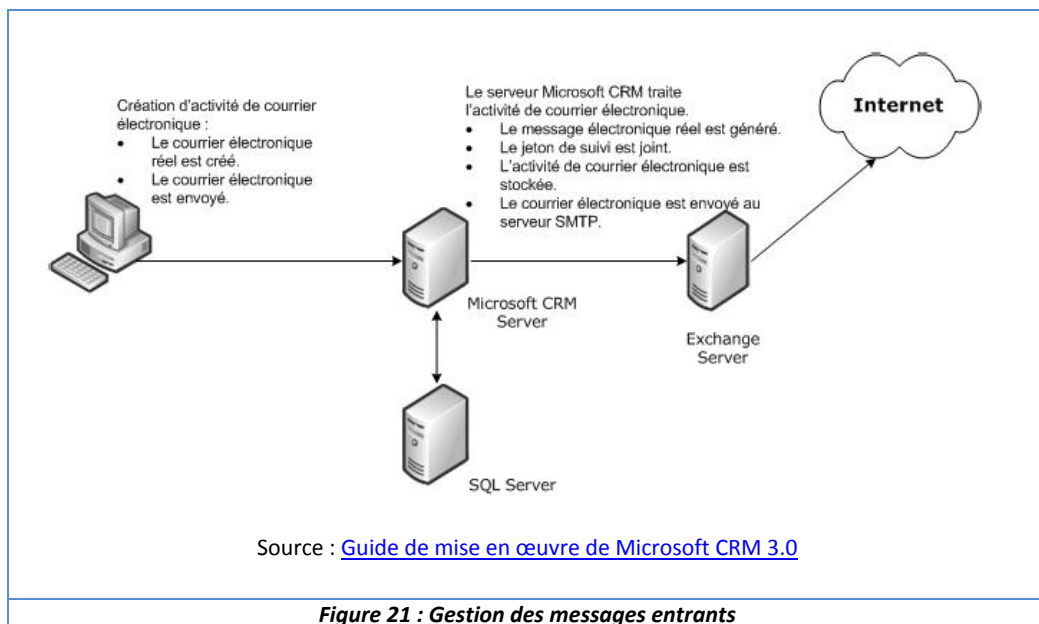 Création d'activité de courrier
électronique :
• Le courrier électronique
réel est créé.
• Le courrier électronique
est envoyé.
Le serveur Microsoft CRM traite
l'activité de courrier électronique.
• Le message électronique réel est généré.
• Le jeton de suivi est joint.
• L'activité de courrier électronique est
stockée.
• Le courrier électronique est envoyé au
serveur SMTP.
Internet
Microsoft CRM
Server
Exchange
Server
SQL Server
Source : Guide de mise en œuvre de Microsoft CRM 3.0
Figure 21 : Gestion des messages entrants